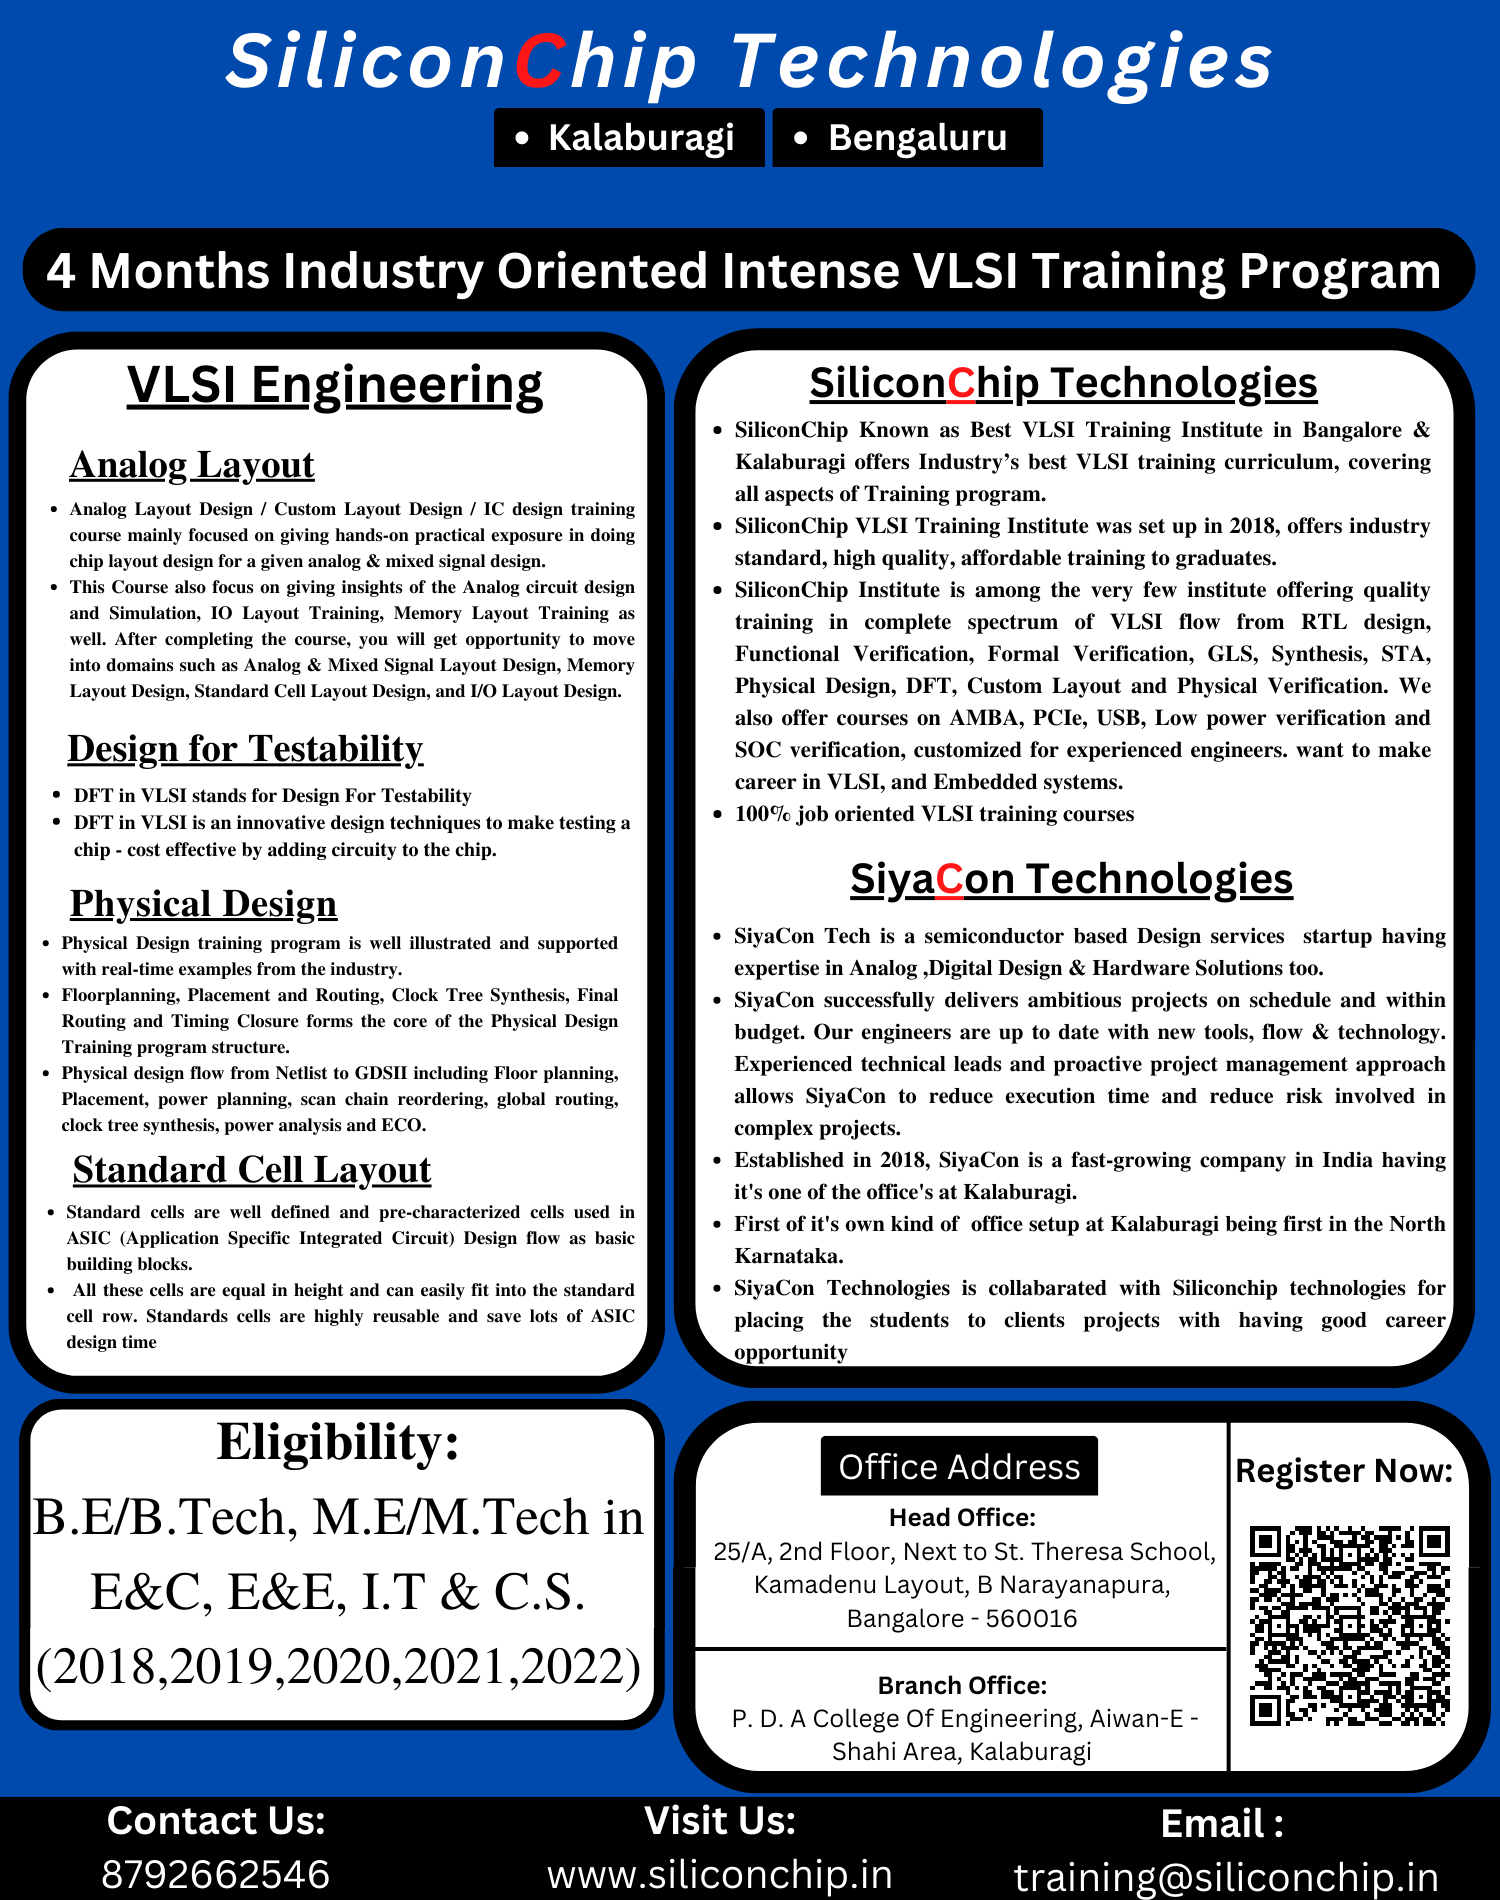 SiliconChip Technologies
• Kalaburagi
• Bengaluru
4 Months Industry Oriented Intense VLSI Training Program
VLSI Engineering
Analog Layout
• Analog Layout Design / Custom Layout Design / IC design training
course mainly focused on giving hands-on practical exposure in doing
chip layout design for a given analog & mixed signal design.
• This Course also focus on giving insights of the Analog circuit design
and Simulation, IO Layout Training, Memory Layout Training as
well. After completing the course, you will get opportunity to move
into domains such as Analog & Mixed Signal Layout Design, Memory
Layout Design, Standard Cell Layout Design, and I/O Layout Design.
Design for Testability
• DFT in VLSI stands for Design For Testability
• DFT in VLSI is an innovative design techniques to make testing a
chip - cost effective by adding circuity to the chip.
Physical Design
• Physical Design training program is well illustrated and supported
with real-time examples from the industry.
• Floorplanning, Placement and Routing, Clock Tree Synthesis, Final
Routing and Timing Closure forms the core of the Physical Design
Training program structure.
• Physical design flow from Netlist to GDSII including Floor planning,
Placement, power planning, scan chain reordering, global routing,
clock tree synthesis, power analysis and ECO.
Standard Cell Layout
• Standard cells are well defined and pre-characterized cells used in
ASIC (Application Specific Integrated Circuit) Design flow as basic
building blocks.
• All these cells are equal in height and can easily fit into the standard
cell row. Standards cells are highly reusable and save lots of ASIC
design time
SiliconChip Technologies
• SiliconChip Known as Best VLSI Training Institute in Bangalore &
Kalaburagi offers Industry’s best VLSI training curriculum, covering
all aspects of Training program.
• SiliconChip VLSI Training Institute was set up in 2018, offers industry
standard, high quality, affordable training to graduates.
• SiliconChip Institute is among the very few institute offering quality
training in complete spectrum of VLSI flow from RTL design,
Functional Verification, Formal Verification, GLS, Synthesis, STA,
Physical Design, DFT, Custom Layout and Physical Verification. We
also offer courses on AMBA, PCIe, USB, Low power verification and
SOC verification, customized for experienced engineers. want to make
career in VLSI, and Embedded systems.
• 100% job oriented VLSI training courses
SiyaCon Technologies
• SiyaCon Tech is a semiconductor based Design services startup having
expertise in Analog ,Digital Design & Hardware Solutions too.
• SiyaCon successfully delivers ambitious projects on schedule and within
budget. Our engineers are up to date with new tools, flow & technology.
Experienced technical leads and proactive project management approach
allows SiyaCon to reduce execution time and reduce risk involved in
complex projects.
• Established in 2018, SiyaCon is a fast-growing company in India having
it's one of the office's at Kalaburagi.
• First of it's own kind of office setup at Kalaburagi being first in the North
Karnataka.
• SiyaCon Technologies is collabarated with Siliconchip technologies for
placing the students to clients projects with having good career
opportunity
Eligibility:
B.E/B.Tech, M.E/M.Tech in
E&C, E&E, I.T & C.S.
(2018,2019,2020,2021,2022)
Office Address
Head Office:
25/A, 2nd Floor, Next to St. Theresa School,
Kamadenu Layout, B Narayanapura,
Bangalore - 560016
Branch Office:
P. D. A College Of Engineering, Aiwan-E -
Shahi Area, Kalaburagi
Register Now:
Contact Us:
8792662546
Visit Us:
www.siliconchip.in
Email :
training@siliconchip.in